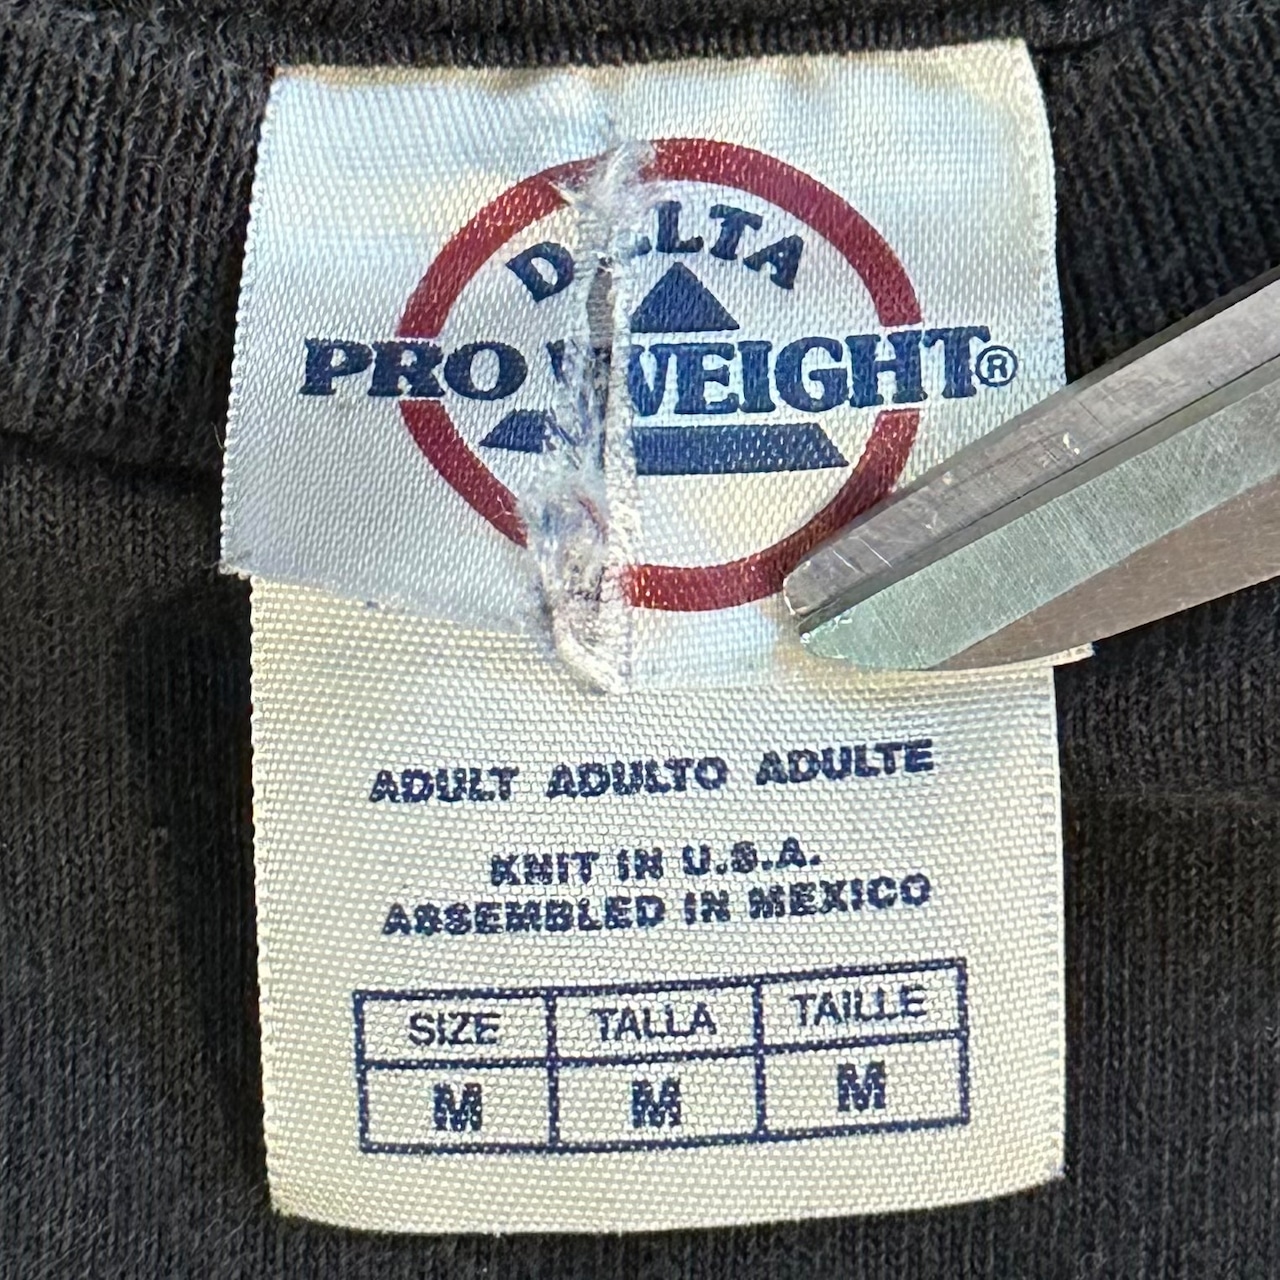 DELTA
PRO WEIGHT®
ADULT ADULTO ADULTE
KNIT IN U.S.A.
ASSEMBLED IN MEXICO
SIZE TALLA TAILLE
M M M